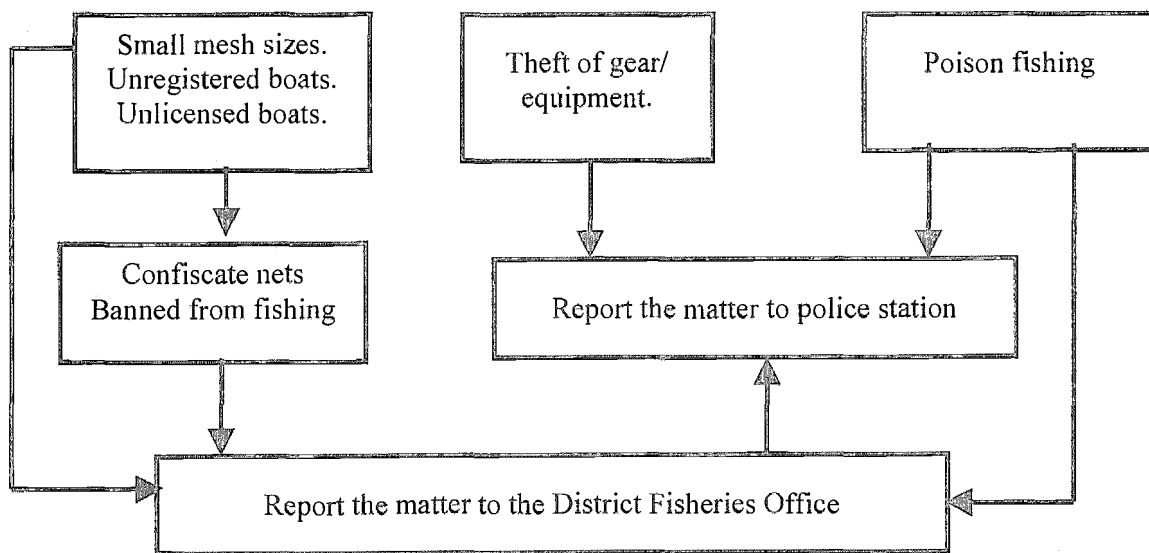 Small mesh sizes.
Unregistered boats.
Unlicensed boats.
Theft of gear/
equipment.
Poison fishing
Confiscate nets
Banned from fishing
Report the matter to police station
Report the matter to the District Fisheries Office